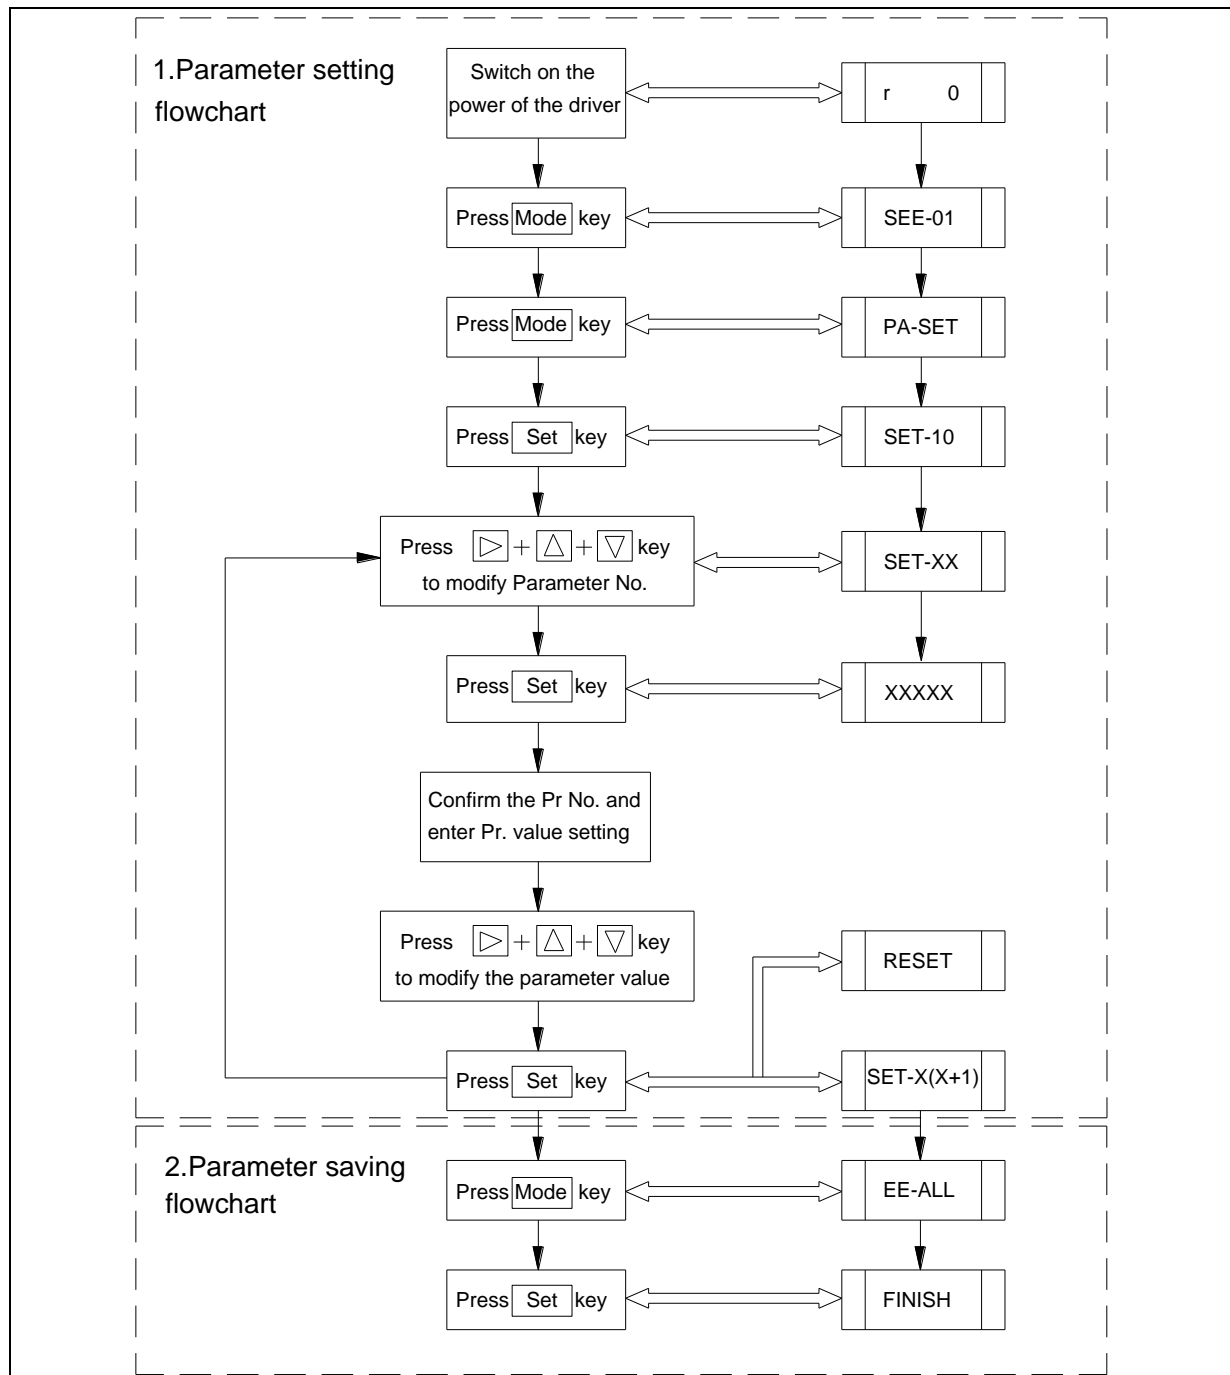 1.Parameter setting
flowchart
Switch on the
power of the driver
r 0
Press Mode key
SEE-01
Press Mode key
PA-SET
Press Set key
SET-10
Press ▷ + △ + ▽ key
to modify Parameter No.
SET-XX
Press Set key
XXXXX
Confirm the Pr No. and
enter Pr. value setting
Press ▷ + △ + ▽ key
to modify the parameter value
RESET
Press Set key
SET-X(X+1)
2.Parameter saving
flowchart
Press Mode key
EE-ALL
Press Set key
FINISH